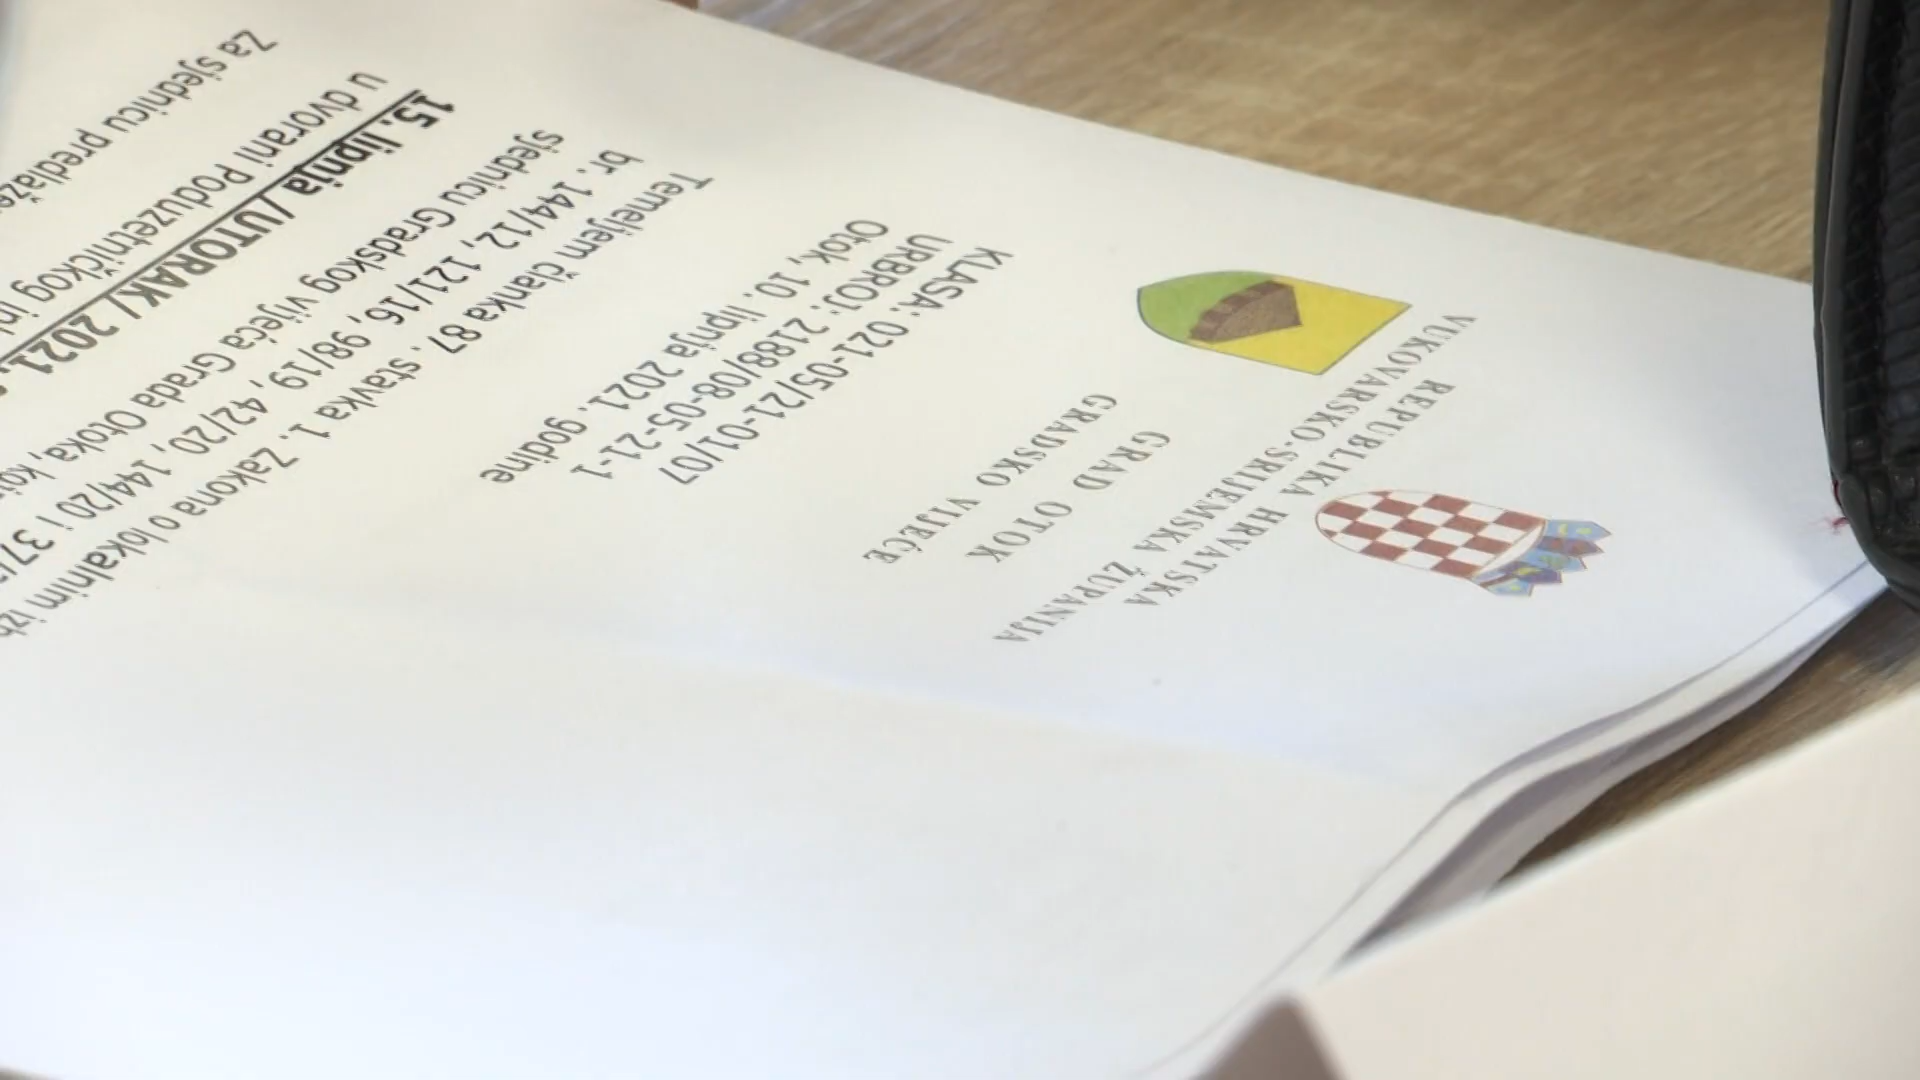 REPUBLIKA HRVATSKA
VUKOVARSKO-SRIJEMSKA ŽUPANIJA
GRAD OTOK
GRADSKO VIJEĆE
KLASA: 021-05/21-01/07
URBROJ: 2188/08-05-21-1
Otok, 10. lipnja 2021. godine
Temeljem članka 87. stavka 1. Zakona o lokalnim
br. 144/12, 121/16, 98/19, 42/20, 144/20 i
sjednicu Gradskog vijeća Grada Otoka,
15. lipnja /UTORAK/ 2021.
u dvorani Poduzetničkog
Za sjednicu